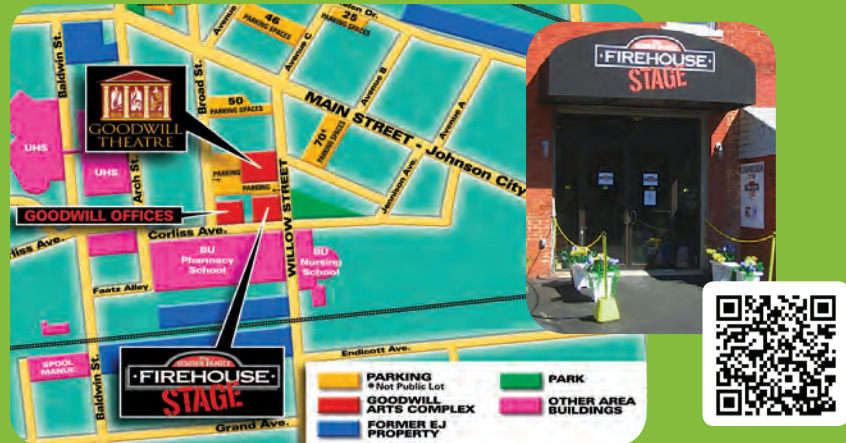 Baldwin St.
Avenue
46
PARKING SPACES
25
PARKING SPACES
Avenue C
Avenue B
Avenue A
Broad St.
GOODWILL
THEATRE
50
PARKING SPACES
MAIN STREET - Johnson City
70*
PARKING SPACES
UHS
UHS
Arch St.
PARKING
PARKING
Jennison Ave.
GOODWILL OFFICES
WILLOW STREET
Corliss Ave.
BU
Pharmacy
School
BU
Nursing
School
Faatz Alley
SPOOL
MANUF.
Baldwin St.
FIREHOUSE
STAGE
Endicott Ave.
Grand Ave.
PARKING
*Not Public Lot
GOODWILL
ARTS COMPLEX
FORMER EJ
PROPERTY
PARK
OTHER AREA
BUILDINGS
FIREHOUSE
STAGE